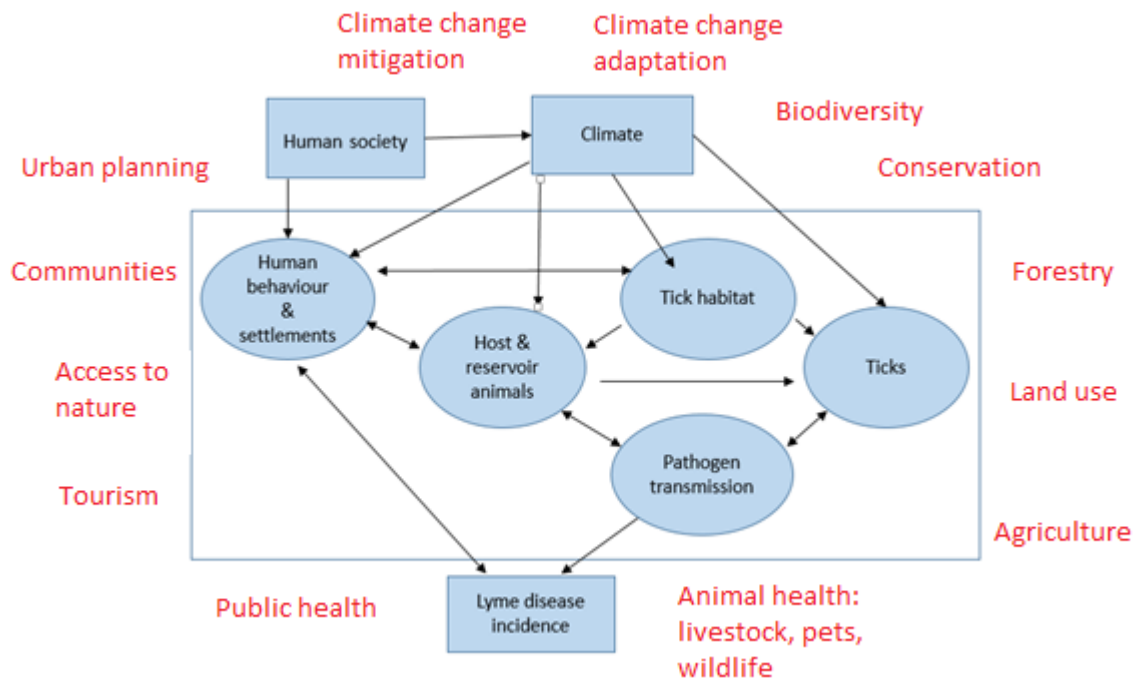 Climate change
mitigation
Climate change
adaptation
Biodiversity
Human society
Climate
Urban planning
Conservation
Communities
Human
behaviour
&
settlements
Tick habitat
Forestry
Host &
reservoir
animals
Ticks
Access to
nature
Land use
Pathogen
transmission
Tourism
Agriculture
Public health
Lyme disease
incidence
Animal health:
livestock, pets,
wildlife